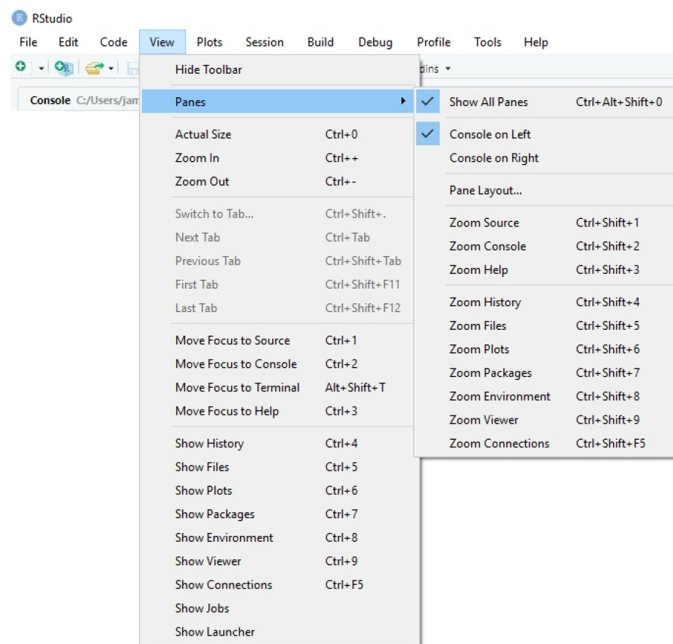 RStudio
File Edit Code View Plots Session Build Debug Profile Tools Help
Hide Toolbar
Console C:/Users/jam
Panes
Show All Panes Ctrl+Alt+Shift+0
Actual Size Ctrl+0
Console on Left
Zoom In Ctrl++
Console on Right
Zoom Out Ctrl+-
Pane Layout...
Switch to Tab... Ctrl+Shift+.
Zoom Source Ctrl+Shift+1
Next Tab Ctrl+Tab
Zoom Console Ctrl+Shift+2
Previous Tab Ctrl+Shift+Tab
Zoom Help Ctrl+Shift+3
First Tab Ctrl+Shift+F11
Zoom History Ctrl+Shift+4
Last Tab Ctrl+Shift+F12
Zoom Files Ctrl+Shift+5
Move Focus to Source Ctrl+1
Zoom Plots Ctrl+Shift+6
Move Focus to Console Ctrl+2
Zoom Packages Ctrl+Shift+7
Move Focus to Terminal Alt+Shift+T
Zoom Environment Ctrl+Shift+8
Move Focus to Help Ctrl+3
Zoom Viewer Ctrl+Shift+9
Show History Ctrl+4
Zoom Connections Ctrl+Shift+F5
Show Files Ctrl+5
Show Plots Ctrl+6
Show Packages Ctrl+7
Show Environment Ctrl+8
Show Viewer Ctrl+9
Show Connections Ctrl+F5
Show Jobs
Show Launcher